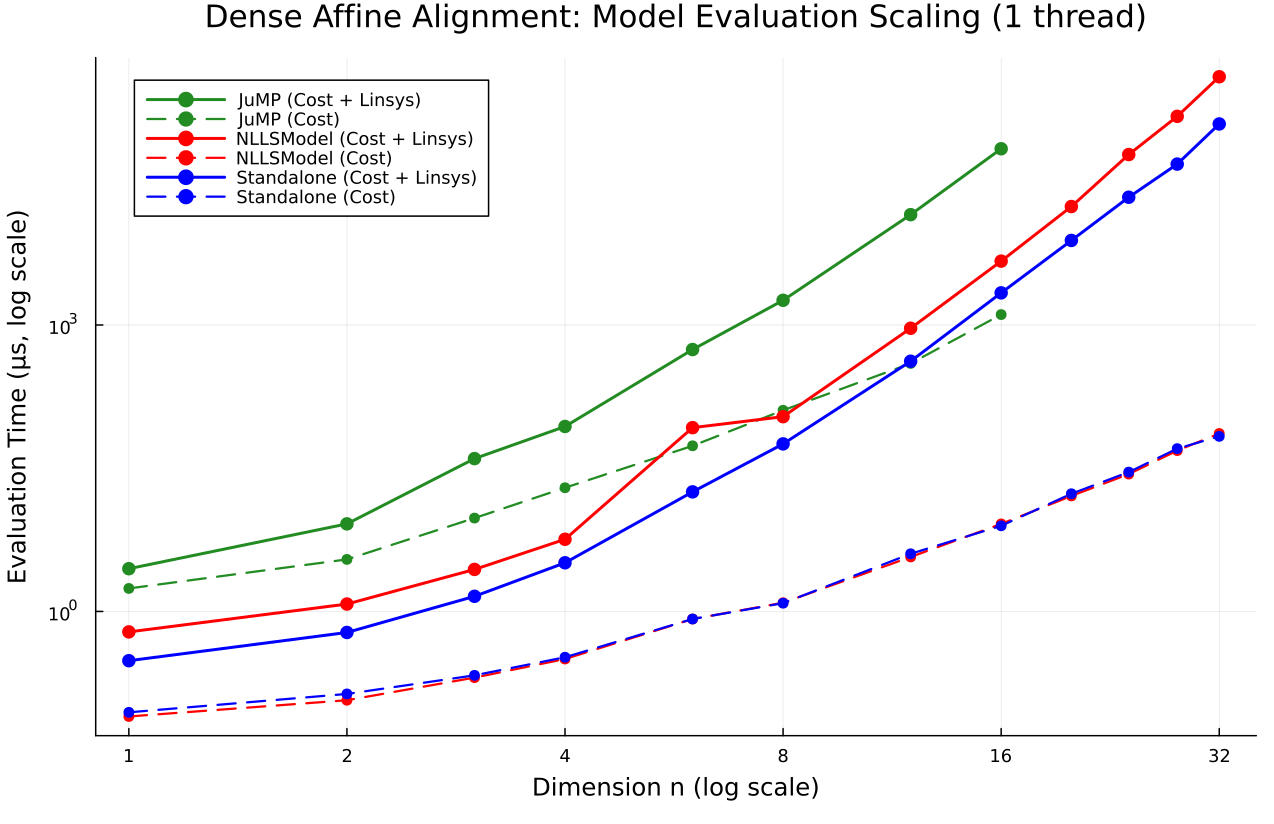 Dense Affine Alignment: Model Evaluation Scaling (1 thread)
JuMP (Cost + Linsys)
JuMP (Cost)
NLLSModel (Cost + Linsys)
NLLSModel (Cost)
Standalone (Cost + Linsys)
Standalone (Cost)
Evaluation Time (μs, log scale)
10³
10⁰
1 2 4 8 16 32
Dimension n (log scale)